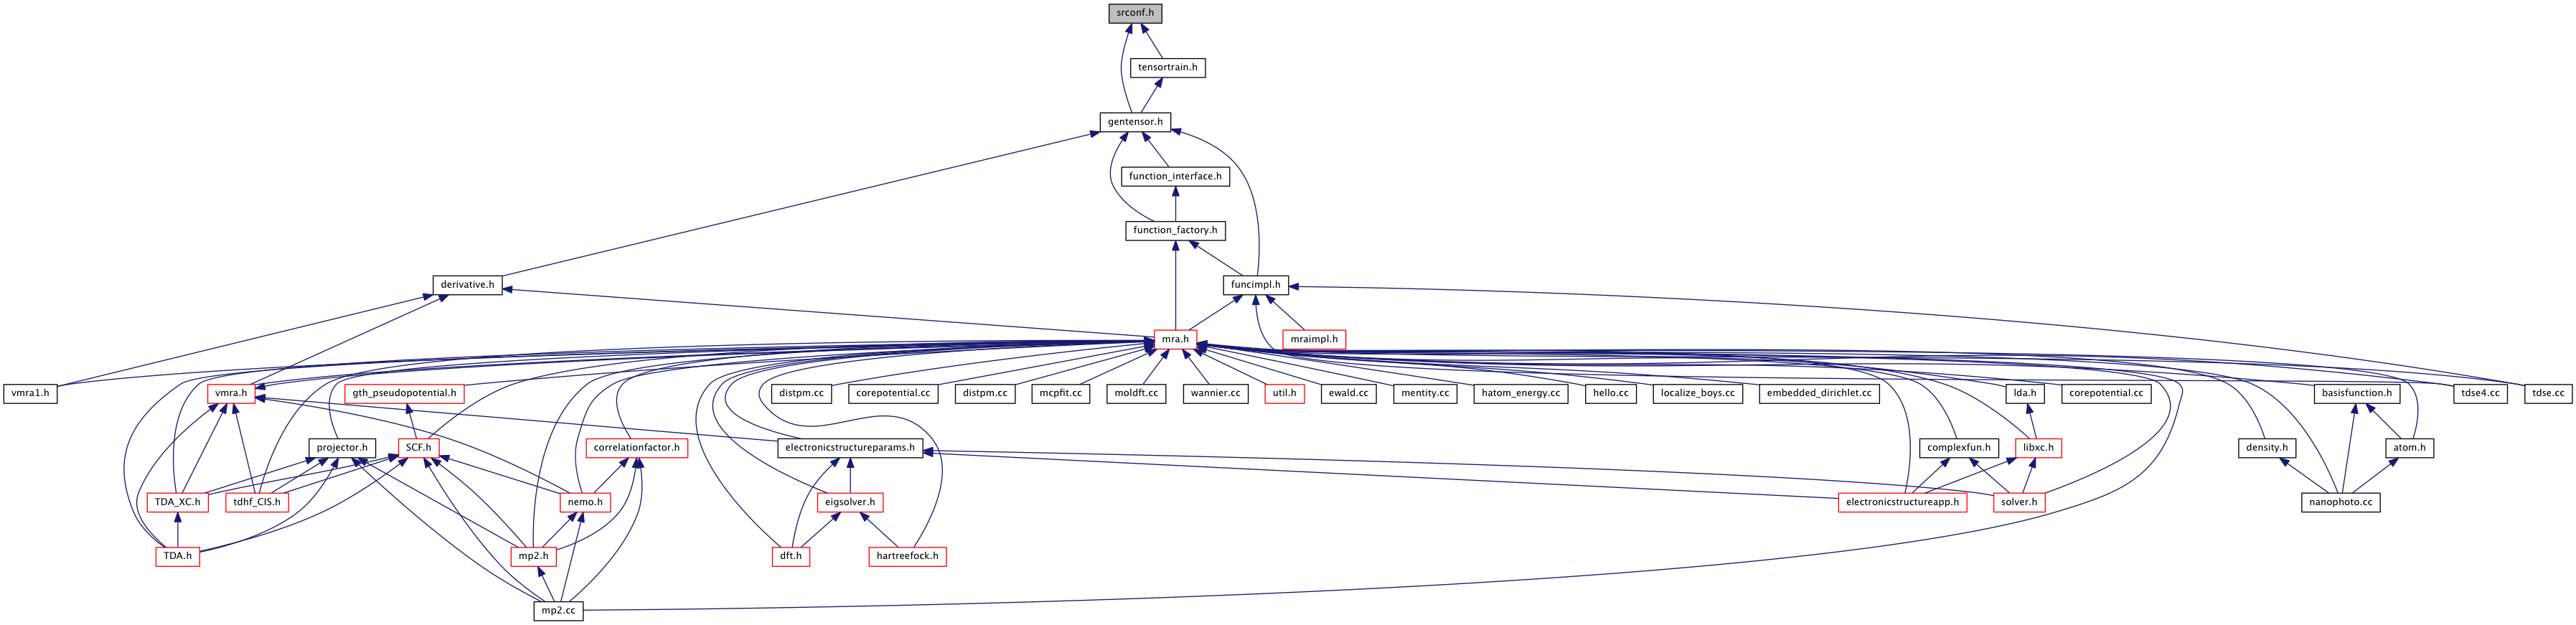 srconf.h
tensortrain.h
gentensor.h
function_interface.h
function_factory.h
derivative.h
funcimpl.h
mra.h
mraimpl.h
vmra1.h
vmra.h
gth_pseudopotential.h
distpm.cc
corepotential.cc
distpm.cc
mcpfit.cc
moldft.cc
wannier.cc
util.h
ewald.cc
mentity.cc
hatom_energy.cc
hello.cc
localize_boys.cc
embedded_dirichlet.cc
lda.h
corepotential.cc
basisfunction.h
tdse4.cc
tdse.cc
projector.h
SCF.h
correlationfactor.h
electronicstructureparams.h
complexfun.h
libxc.h
density.h
atom.h
TDA_XC.h
tdhf_CIS.h
nemo.h
eigsolver.h
electronicstructureapp.h
solver.h
nanophoto.cc
TDA.h
mp2.h
dft.h
hartreefock.h
mp2.cc